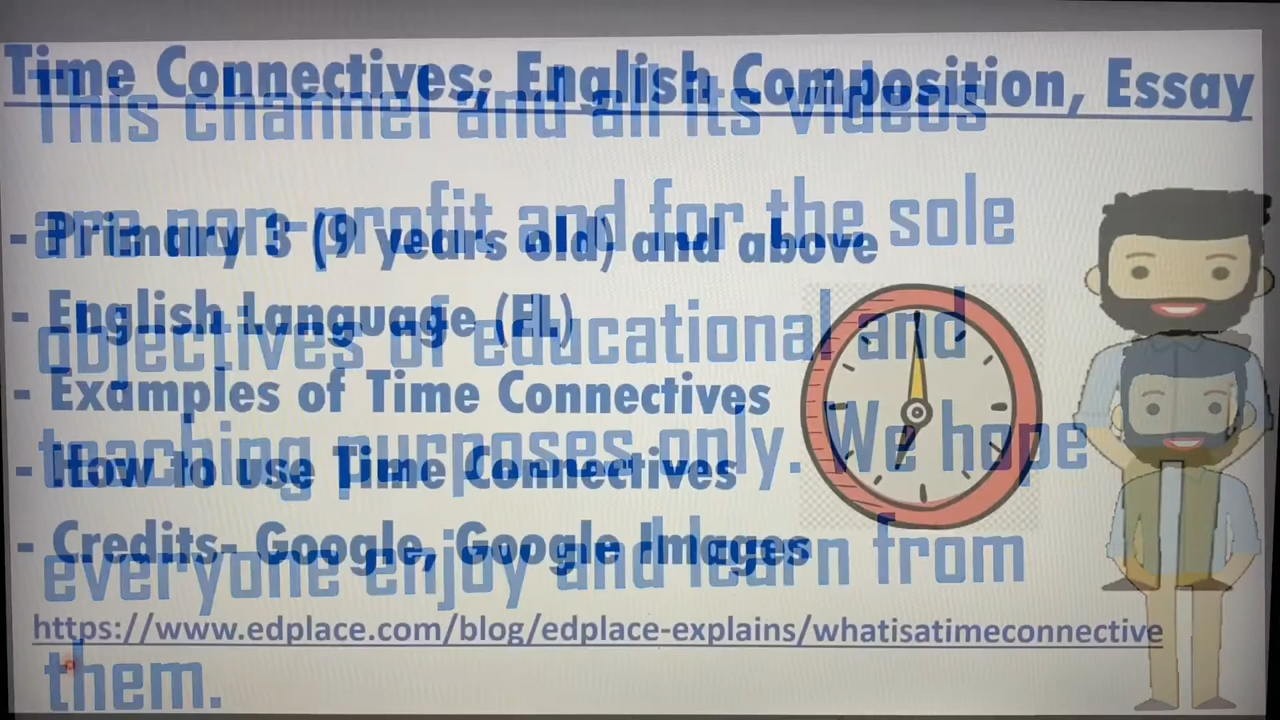 Time Connectives; English Composition, Essay
This channel and all its videos
are non-profit and for the sole
- Primary 3 (9 years old) and above
- English Language (EL)
objectives of educational and
- Examples of Time Connectives
teaching purposes only. We hope
- How to use Time Connectives
- Credits- Google, Google Images
everyone enjoy and learn from
https://www.edplace.com/blog/edplace-explains/whatisatimeconnective
them.